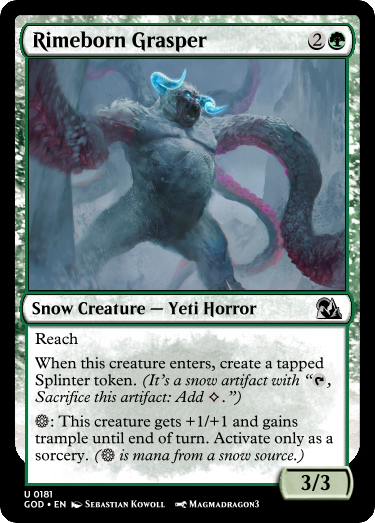 Rimeborn Grasper 2
Snow Creature — Yeti Horror
Reach
When this creature enters, create a tapped
Splinter token. (It's a snow artifact with “,
Sacrifice this artifact: Add .”)
: This creature gets +1/+1 and gains
trample until end of turn. Activate only as a
sorcery. ( is mana from a snow source.)
3/3
U 0181
GOD • EN Sebastian Kowoll Magmadragon3